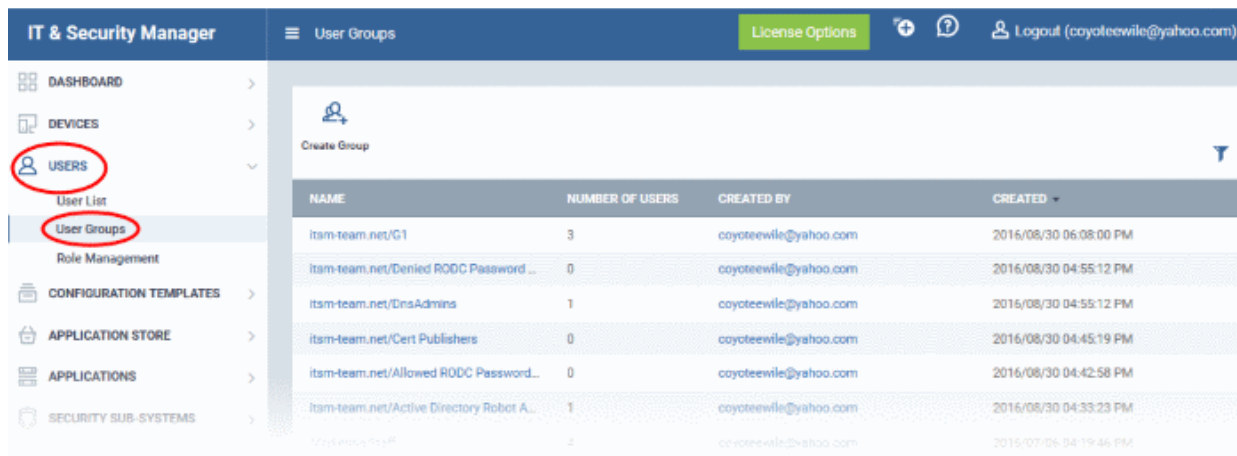 IT & Security Manager
User Groups
License Options
Logout (coyoteewile@yahoo.com)
DASHBOARD
DEVICES
USERS
User List
User Groups
Role Management
CONFIGURATION TEMPLATES
APPLICATION STORE
APPLICATIONS
SECURITY SUB-SYSTEMS
Create Group
NAME NUMBER OF USERS CREATED BY CREATED
itsm-team.net/G1 3 coyoteewile@yahoo.com 2016/08/30 06:08:00 PM
itsm-team.net/Denied RODC Password ... 0 coyoteewile@yahoo.com 2016/08/30 04:55:12 PM
itsm-team.net/DnsAdmins 1 coyoteewile@yahoo.com 2016/08/30 04:55:12 PM
itsm-team.net/Cert Publishers 0 coyoteewile@yahoo.com 2016/08/30 04:45:19 PM
itsm-team.net/Allowed RODC Password... 0 coyoteewile@yahoo.com 2016/08/30 04:42:58 PM
itsm-team.net/Active Directory Robot A... 1 coyoteewile@yahoo.com 2016/08/30 04:33:23 PM
coyoteewile@yahoo.com